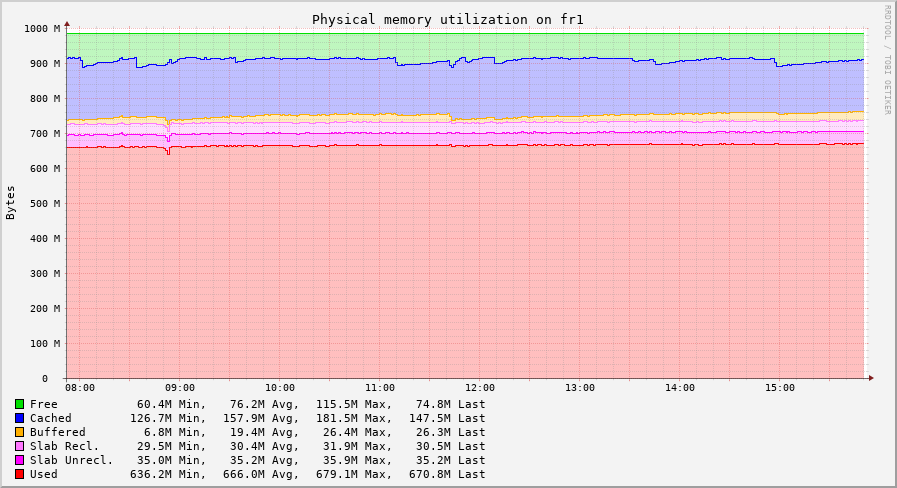 Physical memory utilization on fr1
RRDTOOL / TOBI OETIKER
Bytes
1000 M
900 M
800 M
700 M
600 M
500 M
400 M
300 M
200 M
100 M
0
08:00 09:00 10:00 11:00 12:00 13:00 14:00 15:00
Free 60.4M Min, 76.2M Avg, 115.5M Max, 74.8M Last
Cached 126.7M Min, 157.9M Avg, 181.5M Max, 147.5M Last
Buffered 6.8M Min, 19.4M Avg, 26.4M Max, 26.3M Last
Slab Recl. 29.5M Min, 30.4M Avg, 31.9M Max, 30.5M Last
Slab Unrecl. 35.0M Min, 35.2M Avg, 35.9M Max, 35.2M Last
Used 636.2M Min, 666.0M Avg, 679.1M Max, 670.8M Last